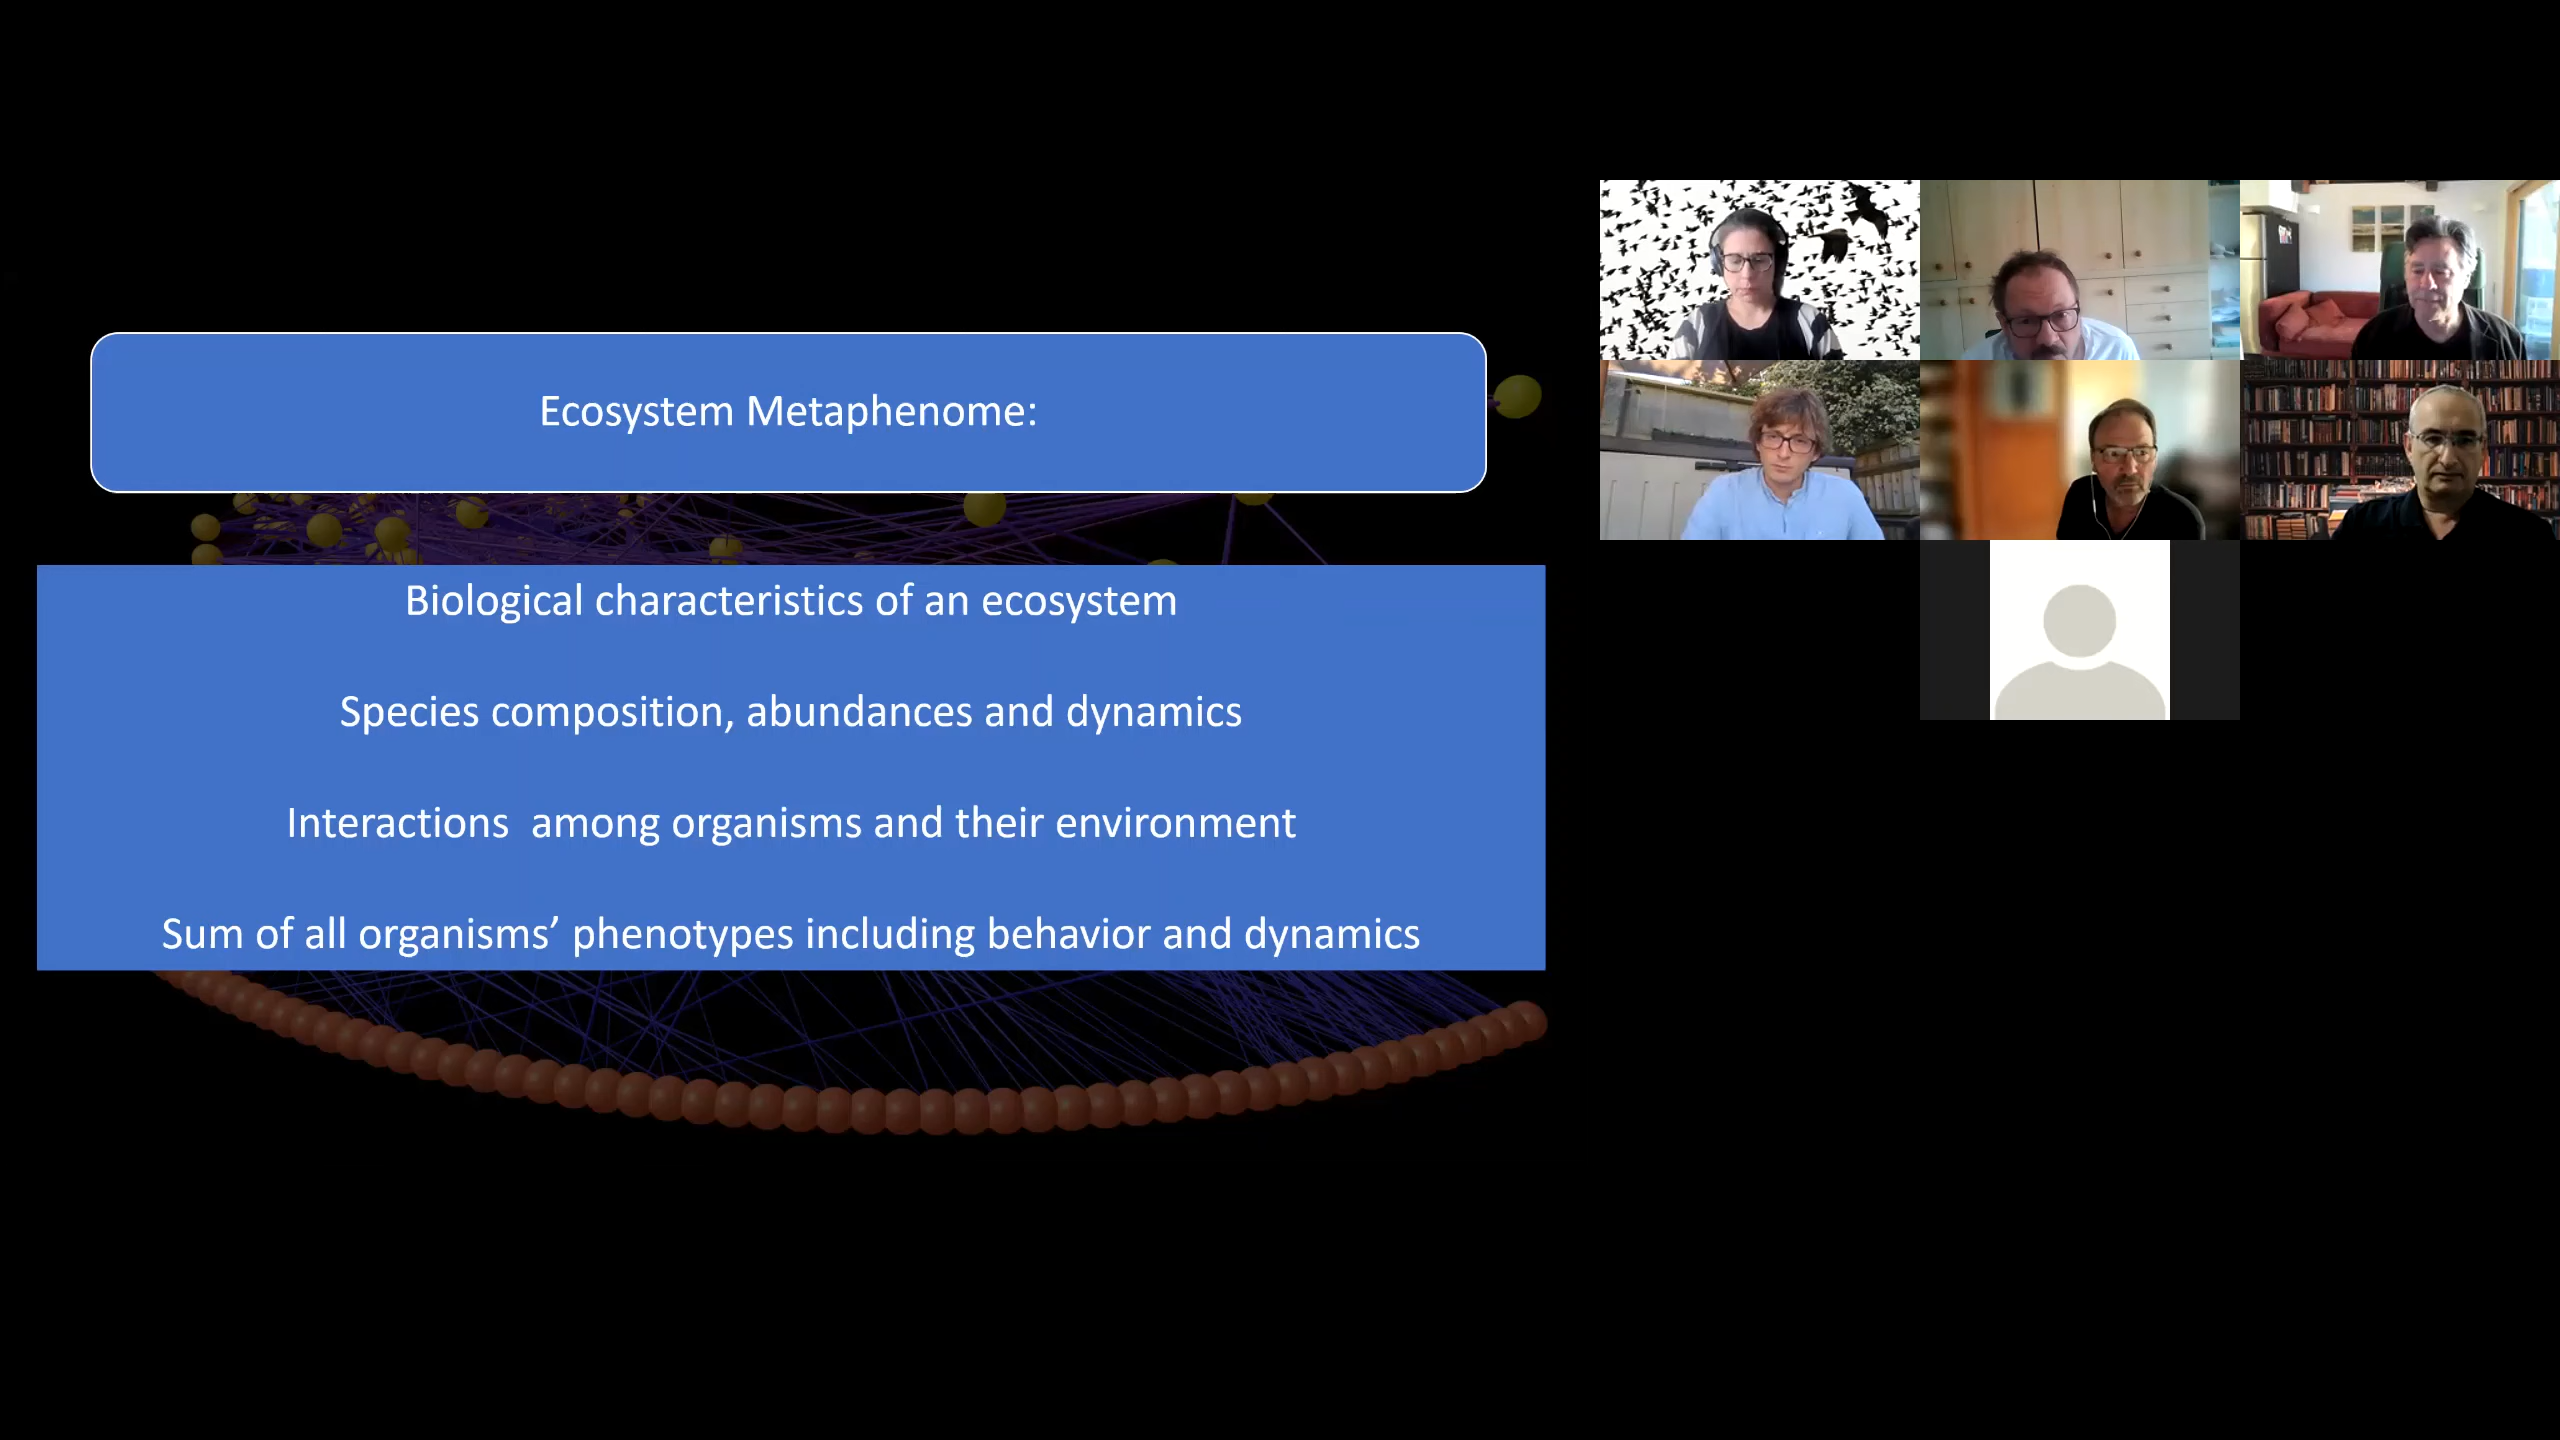 Ecosystem Metaphenome:
Biological characteristics of an ecosystem
Species composition, abundances and dynamics
Interactions  among organisms and their environment
Sum of all organisms’ phenotypes including behavior and dynamics